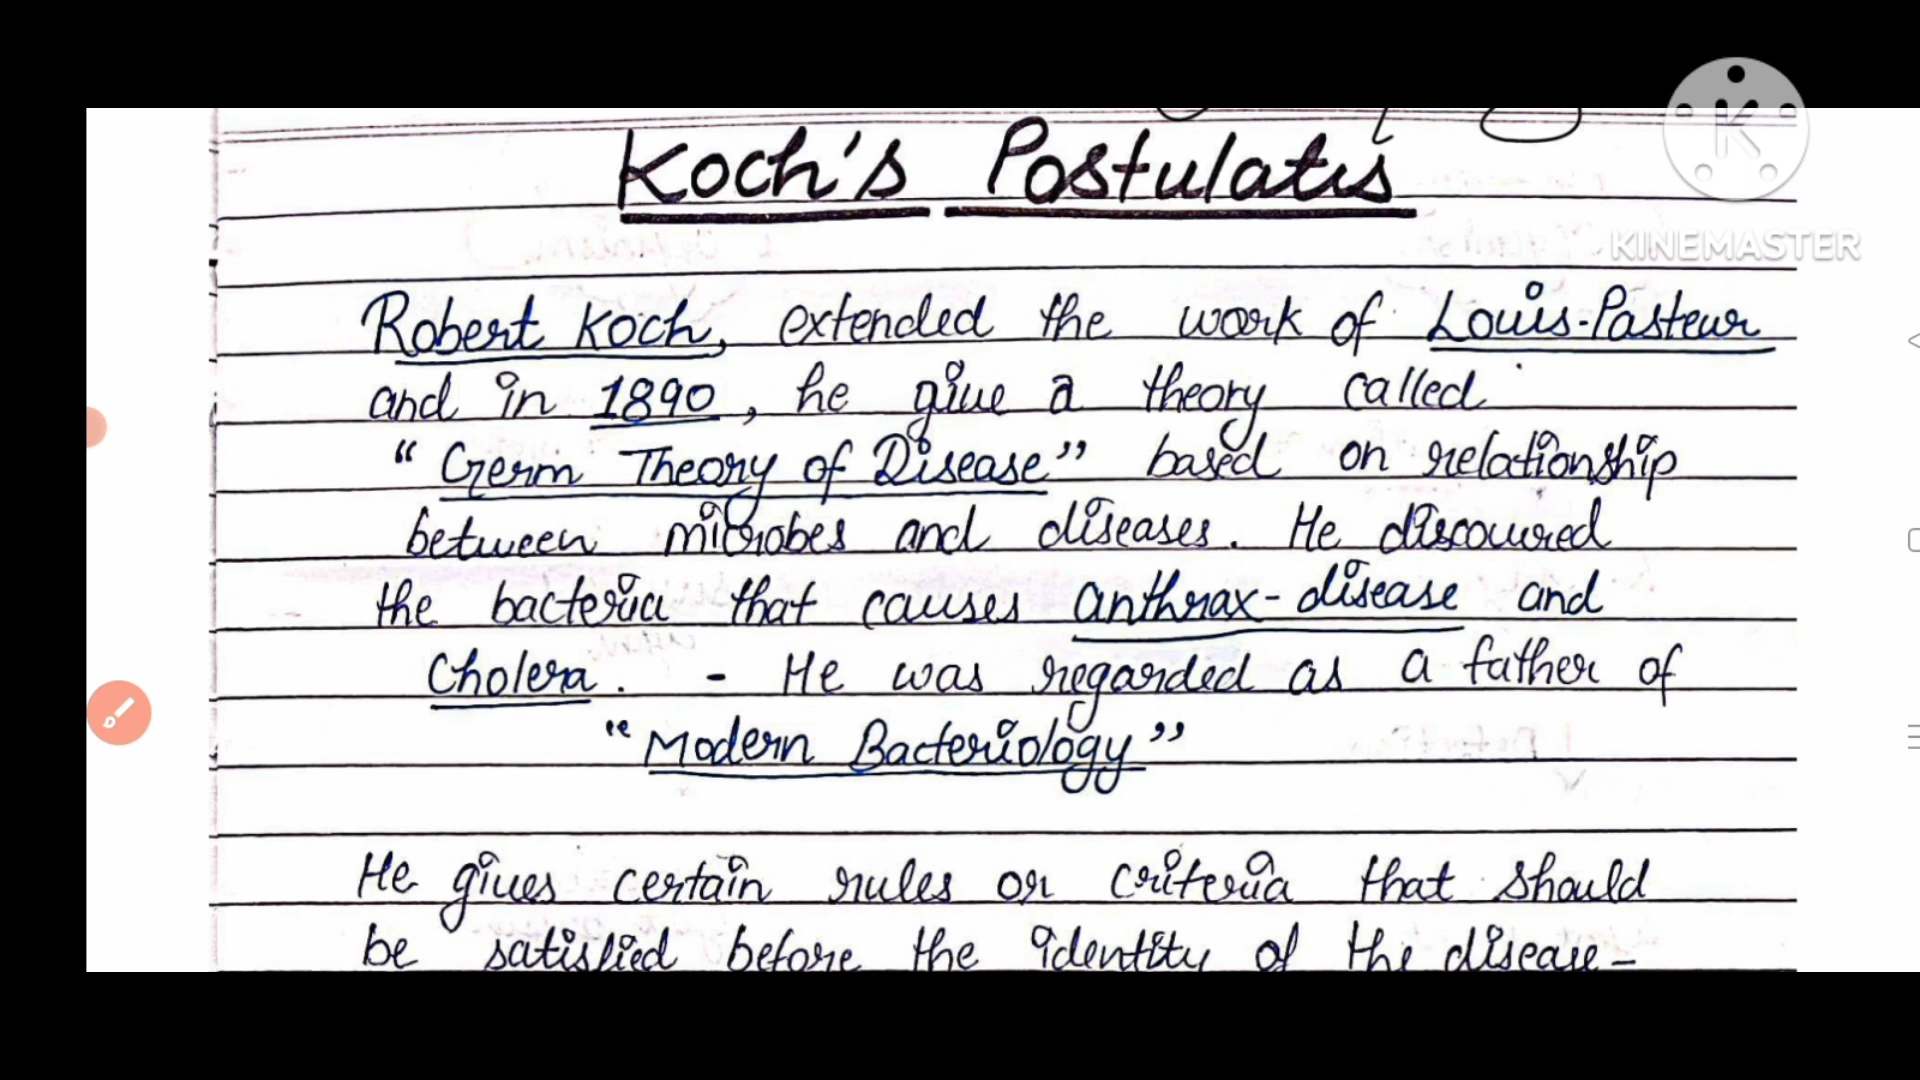 Koch's Postulates
KINEMASTER
Robert Koch, extended the work of Louis-Pasteur
and in 1890, he give a theory called
"Germ Theory of Disease" based on relationship
between microbes and diseases. He discovered
the bacteria that causes anthrax-disease and
Cholera. - He was regarded as a father of
"Modern Bacteriology"
He gives certain rules or criteria that should
be satisfied before the identity of the disease-